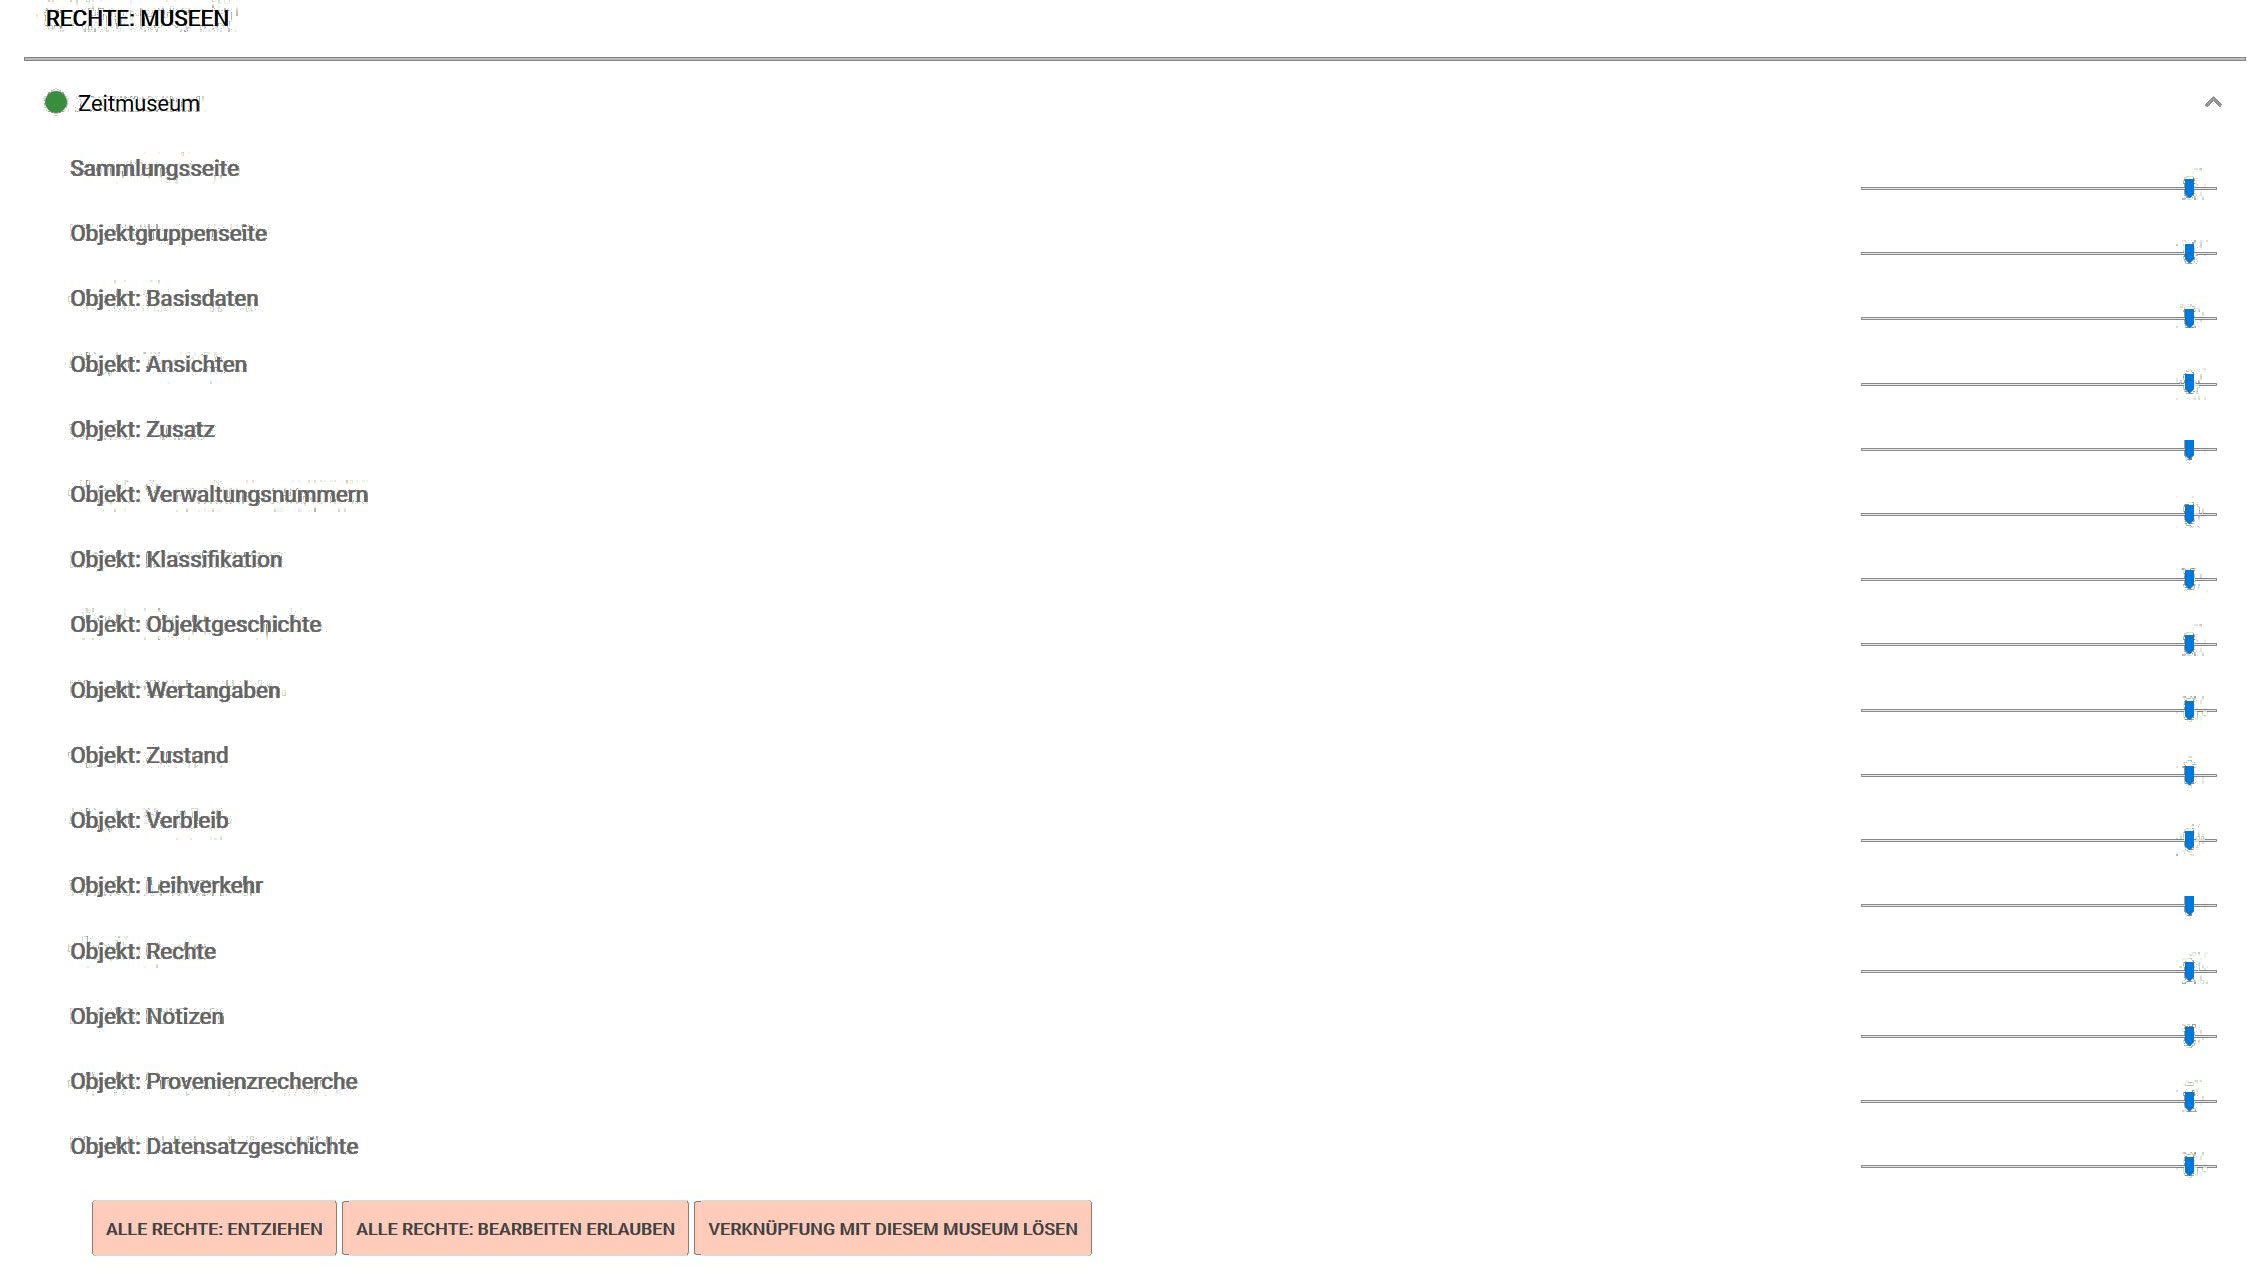 RECHTE: MUSEEN
Zeitmuseum
Sammlungsseite
Objektgruppenseite
Objekt: Basisdaten
Objekt: Ansichten
Objekt: Zusatz
Objekt: Verwaltungsnummern
Objekt: Klassifikation
Objekt: Objektgeschichte
Objekt: Wertangaben
Objekt: Zustand
Objekt: Verbleib
Objekt: Leihverkehr
Objekt: Rechte
Objekt: Notizen
Objekt: Provenienzrecherche
Objekt: Datensatzgeschichte
ALLE RECHTE: ENTZIEHEN ALLE RECHTE: BEARBEITEN ERLAUBEN VERKNÜPFUNG MIT DIESEM MUSEUM LÖSEN